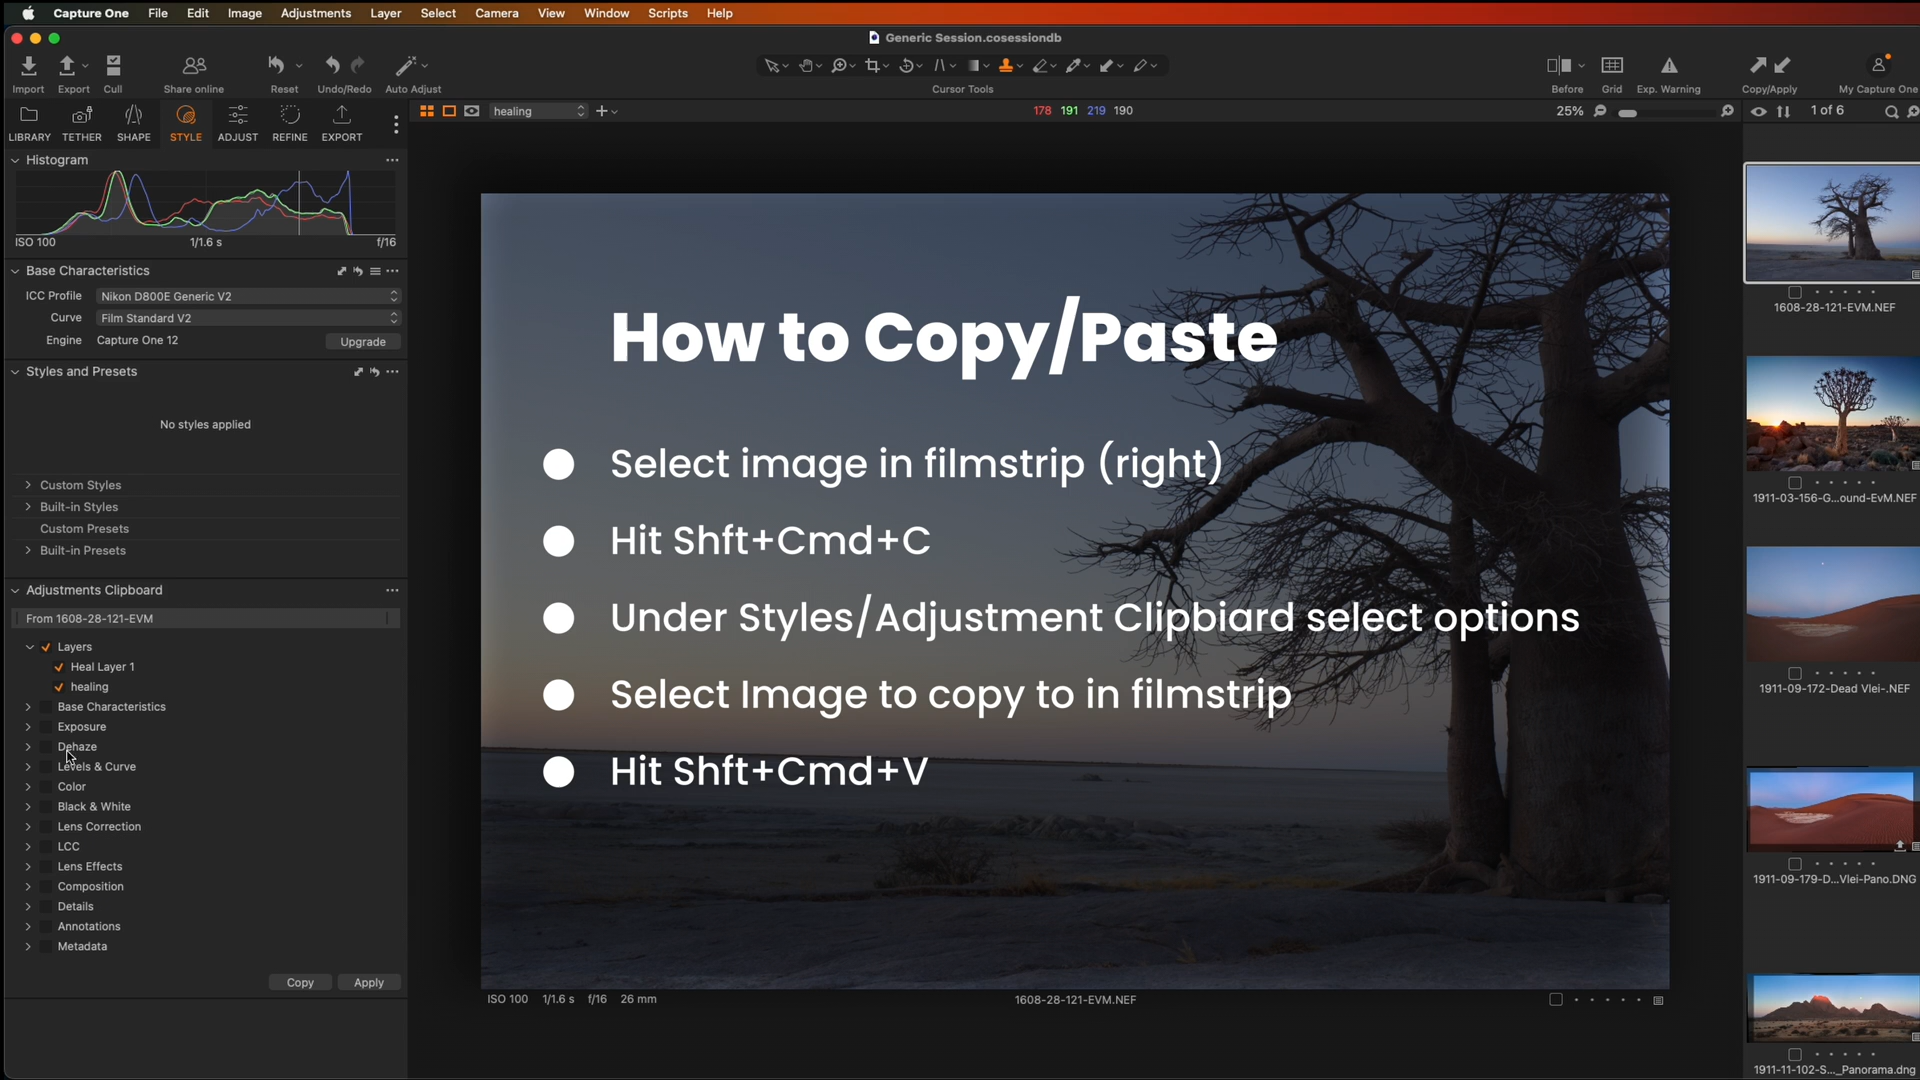 Capture One File Edit Image Adjustments Layer Select Camera View Window Scripts Help
Generic Session.cosessiondb
Import Export Cull Share online Reset Undo/Redo Auto Adjust Cursor Tools Before Grid Exp. Warning Copy/Apply My Capture One
LIBRARY TETHER SHAPE STYLE ADJUST REFINE EXPORT
healing
178 191 219 190
25%
1 of 6
Histogram
ISO 100 1/1.6 s f/16
Base Characteristics
ICC Profile Nikon D800E Generic V2
Curve Film Standard V2
Engine Capture One 12 Upgrade
Styles and Presets
No styles applied
Custom Styles
Built-in Styles
Custom Presets
Built-in Presets
Adjustments Clipboard
From 1608-28-121-EVM
Layers
Heal Layer 1
healing
Base Characteristics
Exposure
Dehaze
Levels & Curve
Color
Black & White
Lens Correction
LCC
Lens Effects
Composition
Details
Annotations
Metadata
Copy Apply
How to Copy/Paste
Select image in filmstrip (right)
Hit Shft+Cmd+C
Under Styles/Adjustment Clipbiard select options
Select Image to copy to in filmstrip
Hit Shft+Cmd+V
ISO 100 1/1.6 s f/16 26 mm
1608-28-121-EVM.NEF
1608-28-121-EVM.NEF
1911-03-156-G...ound-EvM.NEF
1911-09-172-Dead Vlei-.NEF
1911-09-179-D...Vlei-Pano.DNG
1911-11-102-S..._Panorama.dng